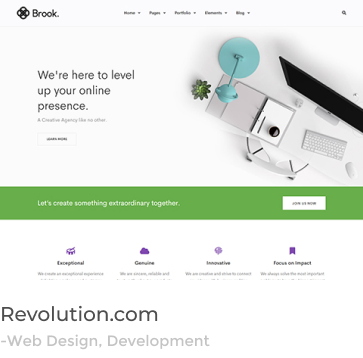 Brook.
Home Pages Portfolio Elements Blog
We're here to level
up your online
presence.
A Creative Agency like no other.
LEARN MORE
Let's create something extraordinary together.
JOIN US NOW
Exceptional Genuine Innovative Focus on Impact
We create an exceptional experience We are sincere, reliable and We are creative and strive to connect We always value the most important
Revolution.com
-Web Design, Development